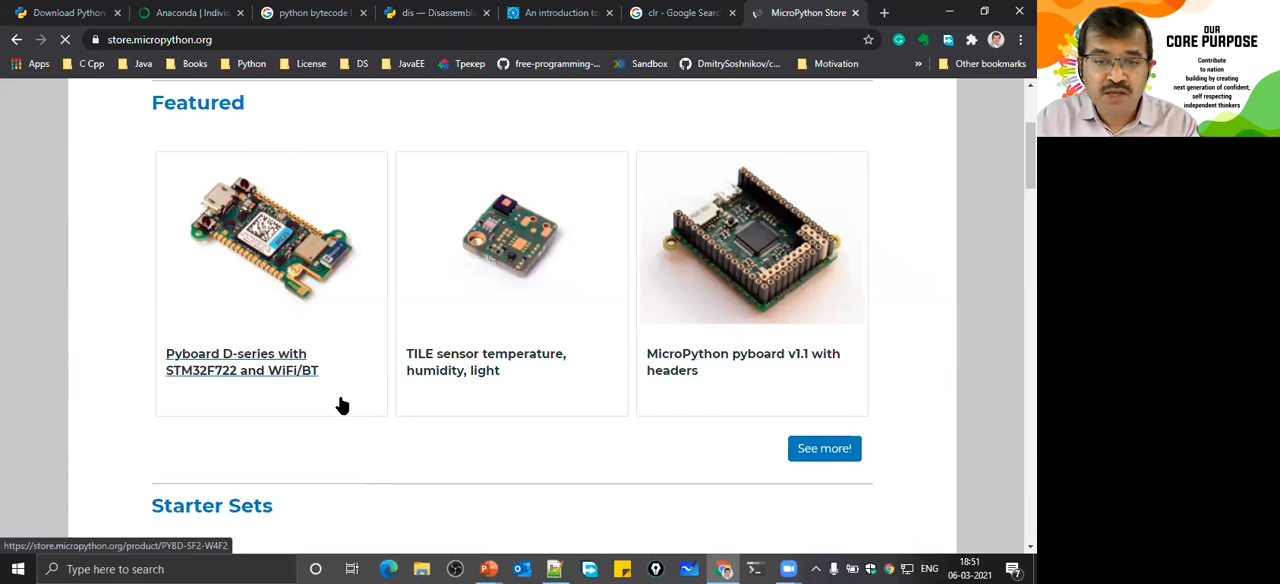 Download Python
Anaconda | Individ
python bytecode
dis — Disassembl
An introduction to
clr - Google Searc
MicroPython Store
store.micropython.org
Apps
C Cpp
Java
Books
Python
License
DS
JavaEE
Трекер
free-programming-...
Sandbox
DmitrySoshnikov/c...
Motivation
»
Other bookmarks
OUR
CORE PURPOSE
Contribute
to nation
building by creating
next generation of confident,
self respecting
independent thinkers
Featured
Pyboard D-series with
STM32F722 and WiFi/BT
TILE sensor temperature,
humidity, light
MicroPython pyboard v1.1 with
headers
See more!
Starter Sets
https://store.micropython.org/product/PYBD-SF2-W4F2
Type here to search
ENG
18:51
06-03-2021
7